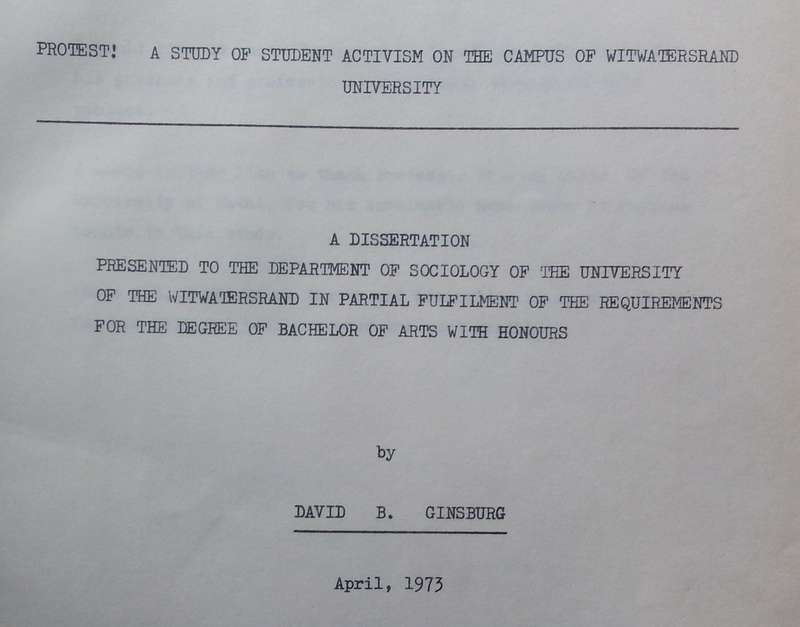 PROTEST! A STUDY OF STUDENT ACTIVISM ON THE CAMPUS OF WITWATERSRAND
UNIVERSITY
A DISSERTATION
PRESENTED TO THE DEPARTMENT OF SOCIOLOGY OF THE UNIVERSITY
OF THE WITWATERSRAND IN PARTIAL FULFILMENT OF THE REQUIREMENTS
FOR THE DEGREE OF BACHELOR OF ARTS WITH HONOURS
by
DAVID B. GINSBURG
April, 1973